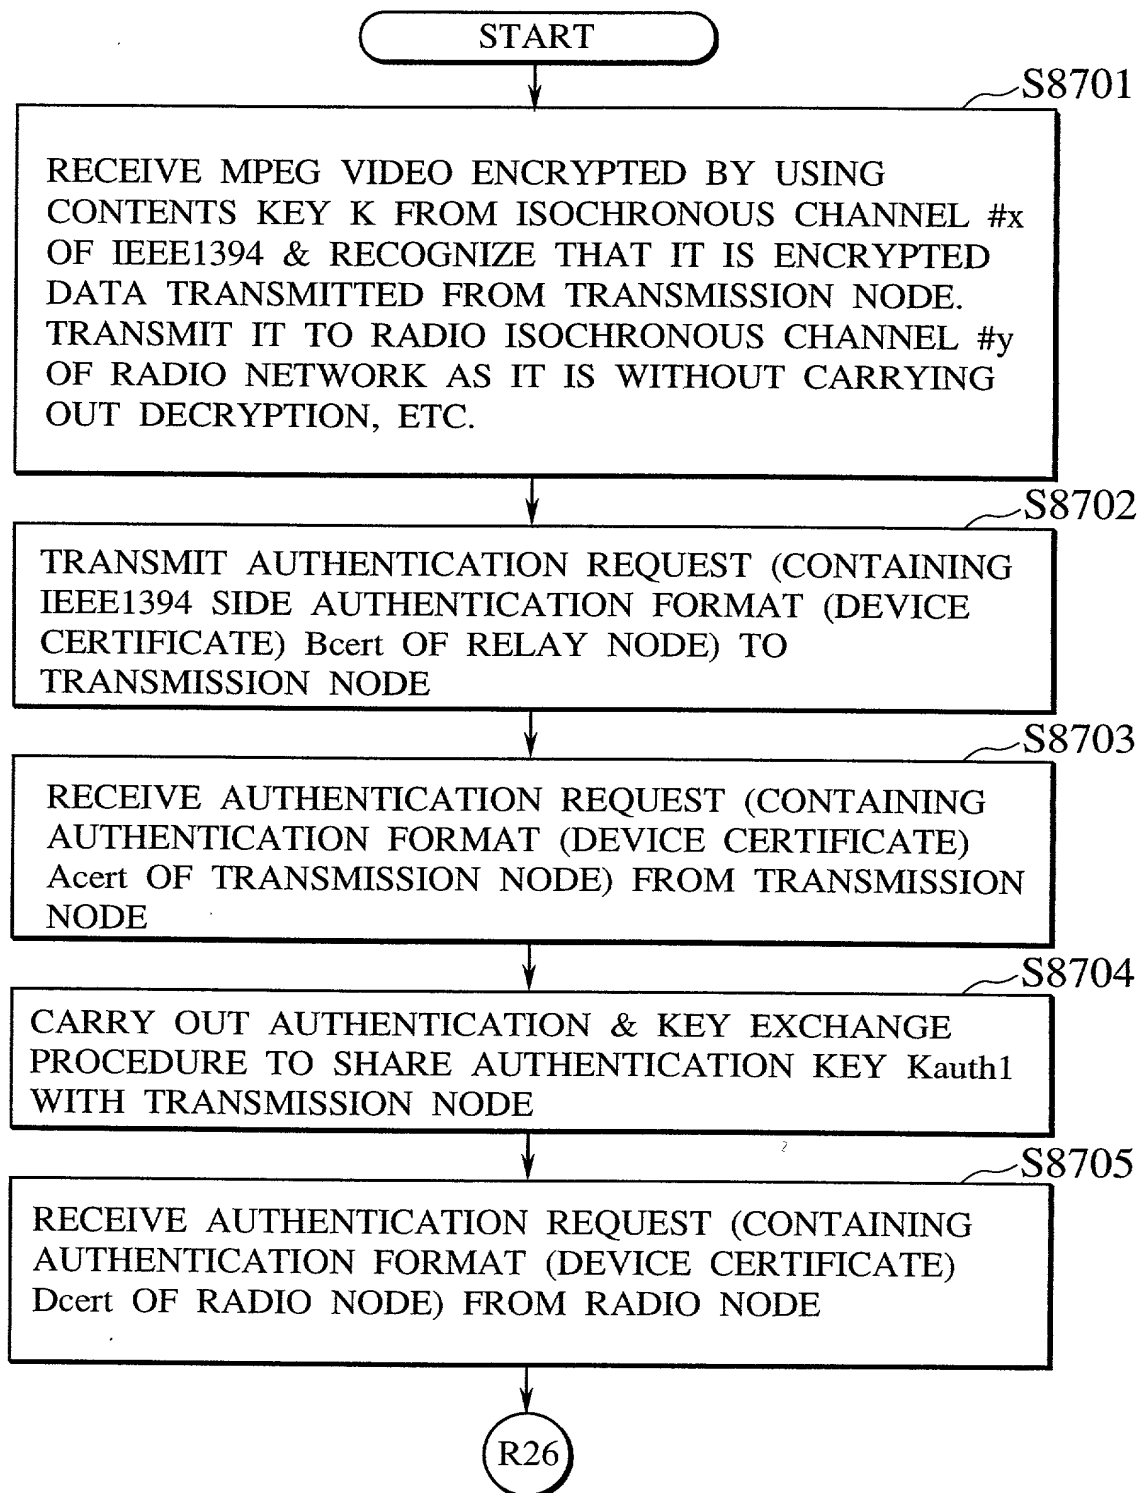 START
S8701
RECEIVE MPEG VIDEO ENCRYPTED BY USING
CONTENTS KEY K FROM ISOCHRONOUS CHANNEL #x
OF IEEE1394 & RECOGNIZE THAT IT IS ENCRYPTED
DATA TRANSMITTED FROM TRANSMISSION NODE.
TRANSMIT IT TO RADIO ISOCHRONOUS CHANNEL #y
OF RADIO NETWORK AS IT IS WITHOUT CARRYING
OUT DECRYPTION, ETC.
S8702
TRANSMIT AUTHENTICATION REQUEST (CONTAINING
IEEE1394 SIDE AUTHENTICATION FORMAT (DEVICE
CERTIFICATE) Bcert OF RELAY NODE) TO
TRANSMISSION NODE
S8703
RECEIVE AUTHENTICATION REQUEST (CONTAINING
AUTHENTICATION FORMAT (DEVICE CERTIFICATE)
Acert OF TRANSMISSION NODE) FROM TRANSMISSION
NODE
S8704
CARRY OUT AUTHENTICATION & KEY EXCHANGE
PROCEDURE TO SHARE AUTHENTICATION KEY Kauth1
WITH TRANSMISSION NODE
S8705
RECEIVE AUTHENTICATION REQUEST (CONTAINING
AUTHENTICATION FORMAT (DEVICE CERTIFICATE)
Dcert OF RADIO NODE) FROM RADIO NODE
R26